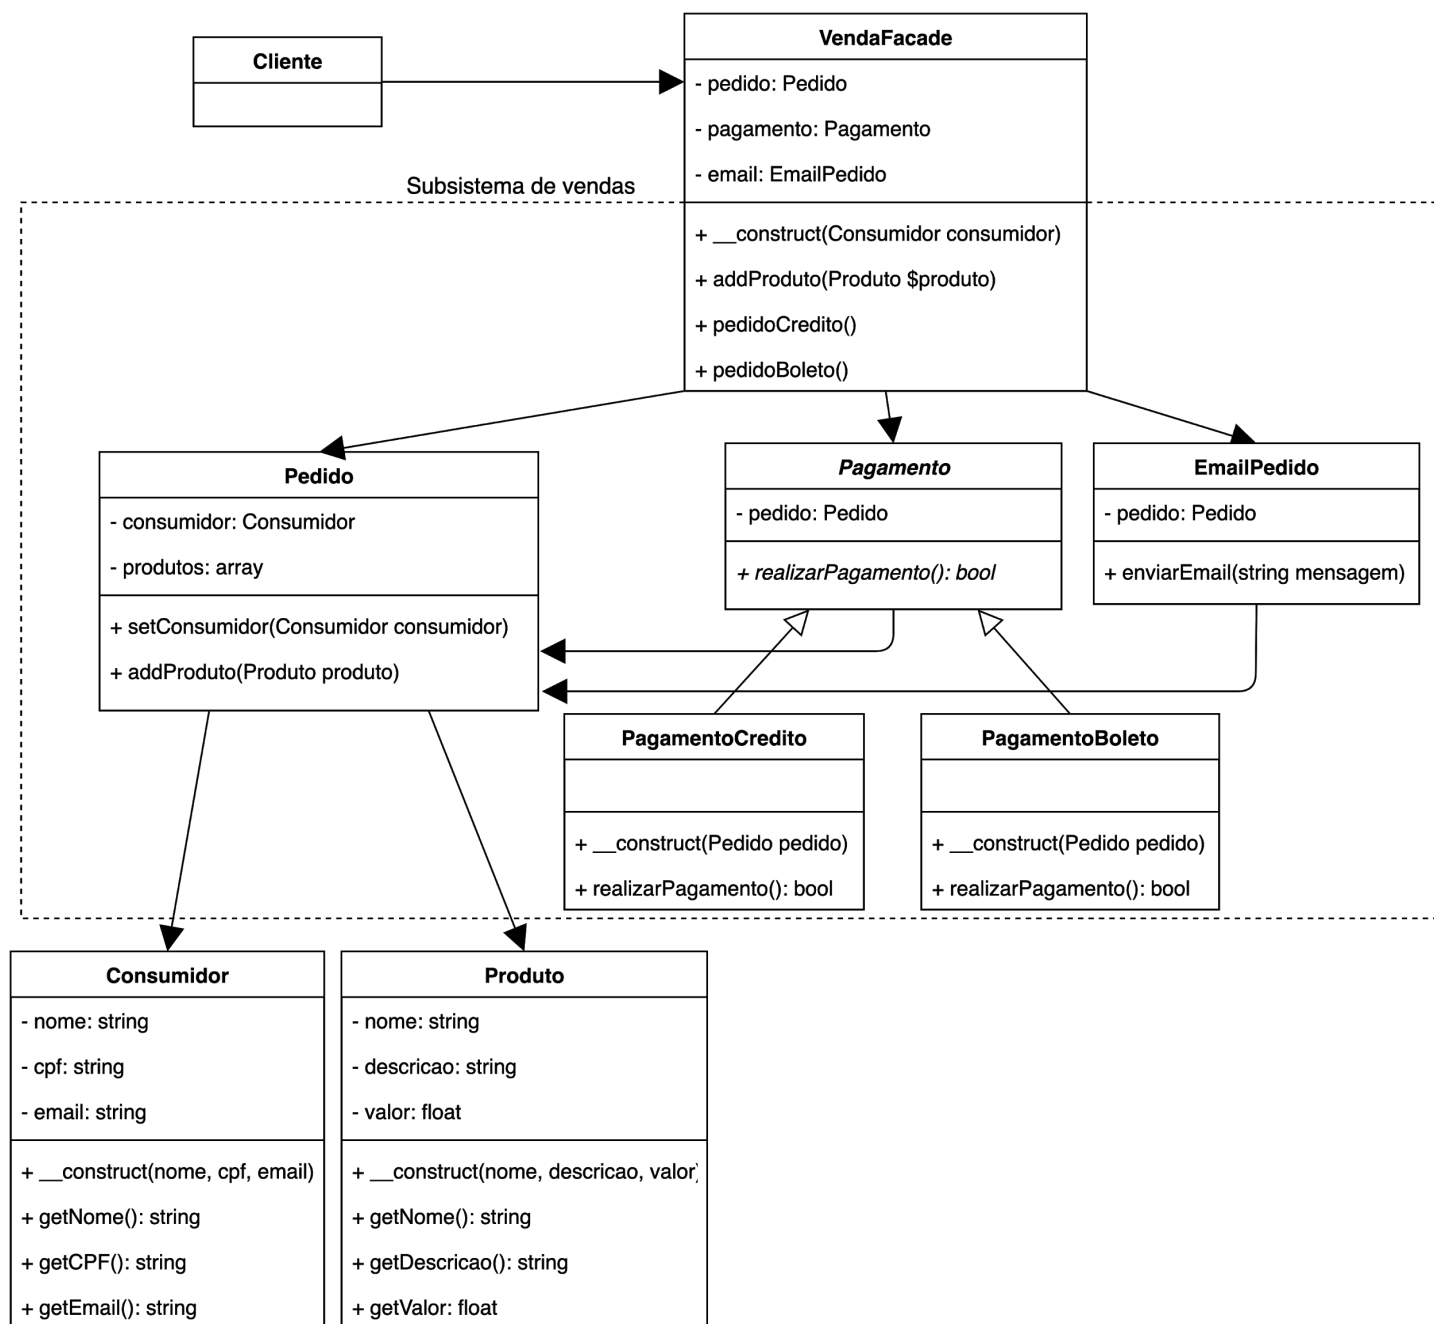 Cliente
VendaFacade
- pedido: Pedido
- pagamento: Pagamento
- email: EmailPedido
Subsistema de vendas
+ __construct(Consumidor consumidor)
+ addProduto(Produto $produto)
+ pedidoCredito()
+ pedidoBoleto()
Pedido
- consumidor: Consumidor
- produtos: array
+ setConsumidor(Consumidor consumidor)
+ addProduto(Produto produto)
Pagamento
- pedido: Pedido
+ realizarPagamento(): bool
EmailPedido
- pedido: Pedido
+ enviarEmail(string mensagem)
PagamentoCredito
+ __construct(Pedido pedido)
+ realizarPagamento(): bool
PagamentoBoleto
+ __construct(Pedido pedido)
+ realizarPagamento(): bool
Consumidor
- nome: string
- cpf: string
- email: string
+ __construct(nome, cpf, email)
+ getNome(): string
+ getCPF(): string
+ getEmail(): string
Produto
- nome: string
- descricao: string
- valor: float
+ __construct(nome, descricao, valor)
+ getNome(): string
+ getDescricao(): string
+ getValor: float